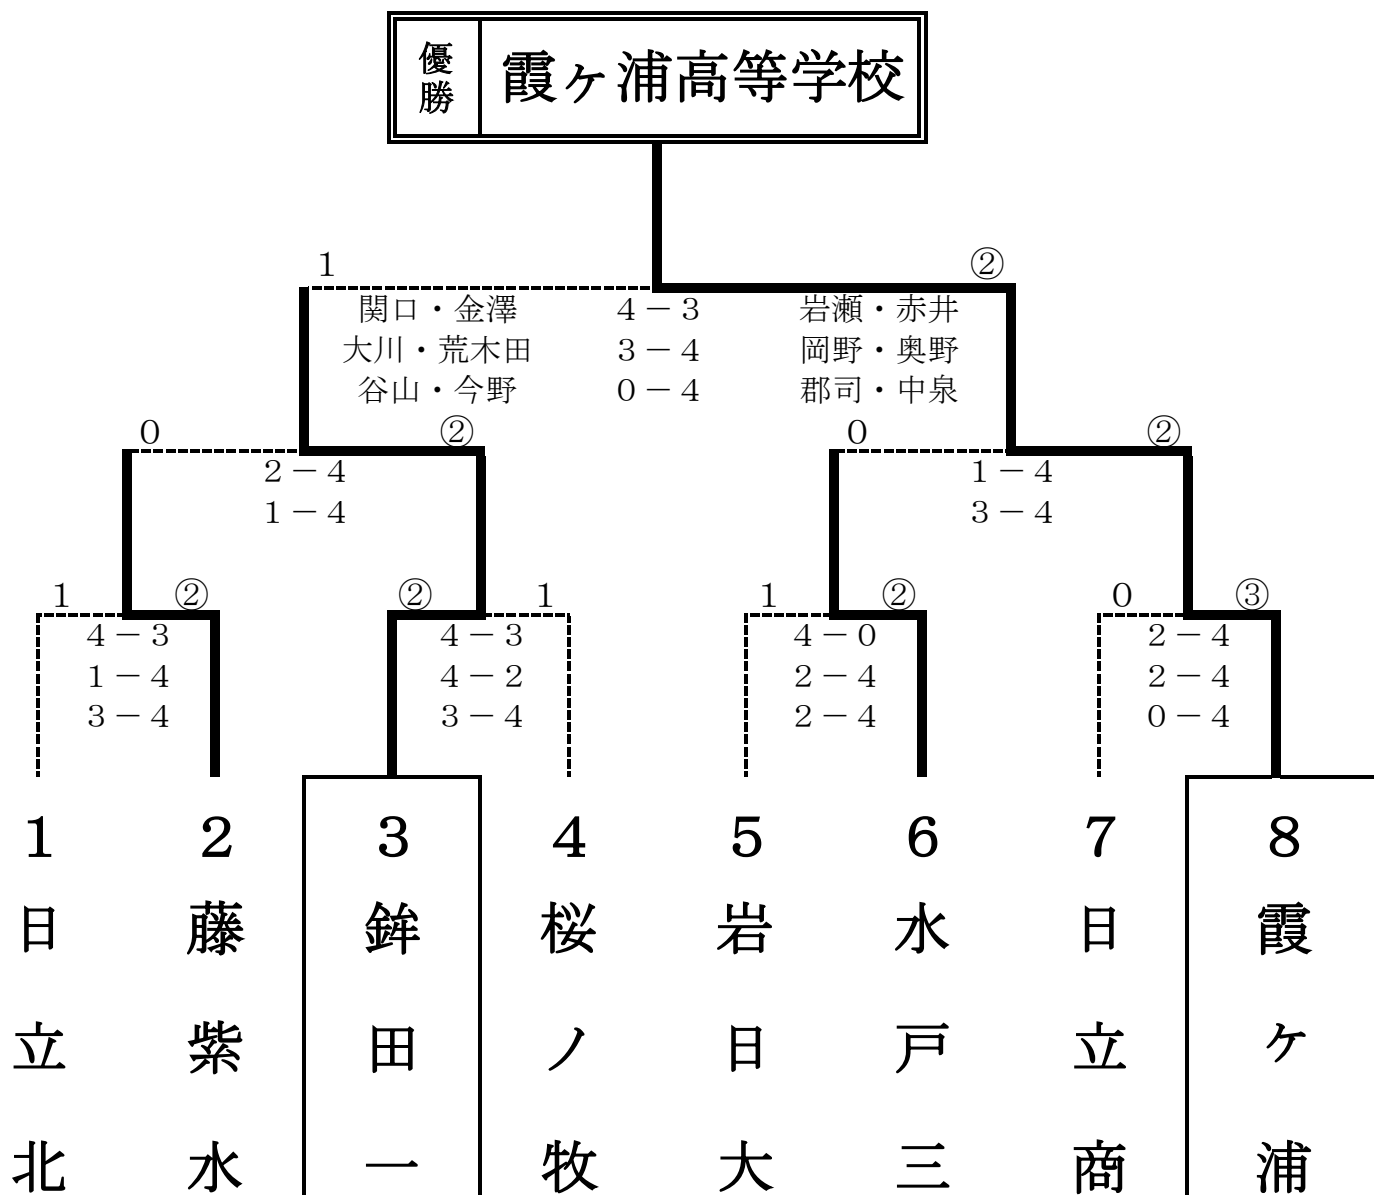 優勝 霞ヶ浦高等学校
1 ②
関口・金澤 4－3 岩瀬・赤井
大川・荒木田 3－4 岡野・奥野
谷山・今野 0－4 郡司・中泉
0 ② 0 ②
2－4 1－4
1－4 3－4
1 ② ② 1 1 ② 0 ③
4－3 4－3 4－0 2－4
1－4 4－2 2－4 2－4
3－4 3－4 2－4 0－4
1 2 3 4 5 6 7 8
日立北
藤紫水
鉾田一
桜ノ牧
岩日大
水戸三
日立商
霞ケ浦